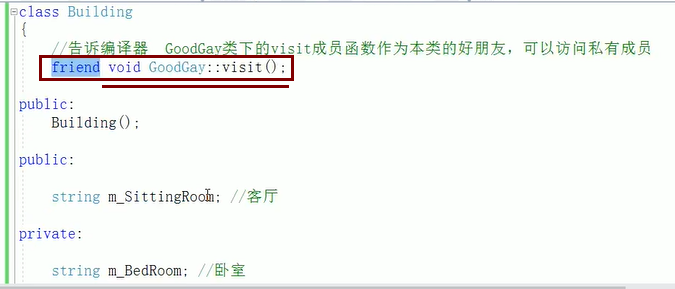 class Building
{
//告诉编译器 GoodGay类下的visit成员函数作为本类的好朋友，可以访问私有成员
friend void GoodGay::visit();
public:
Building();
public:
string m_SittingRoom; //客厅
private:
string m_BedRoom; //卧室